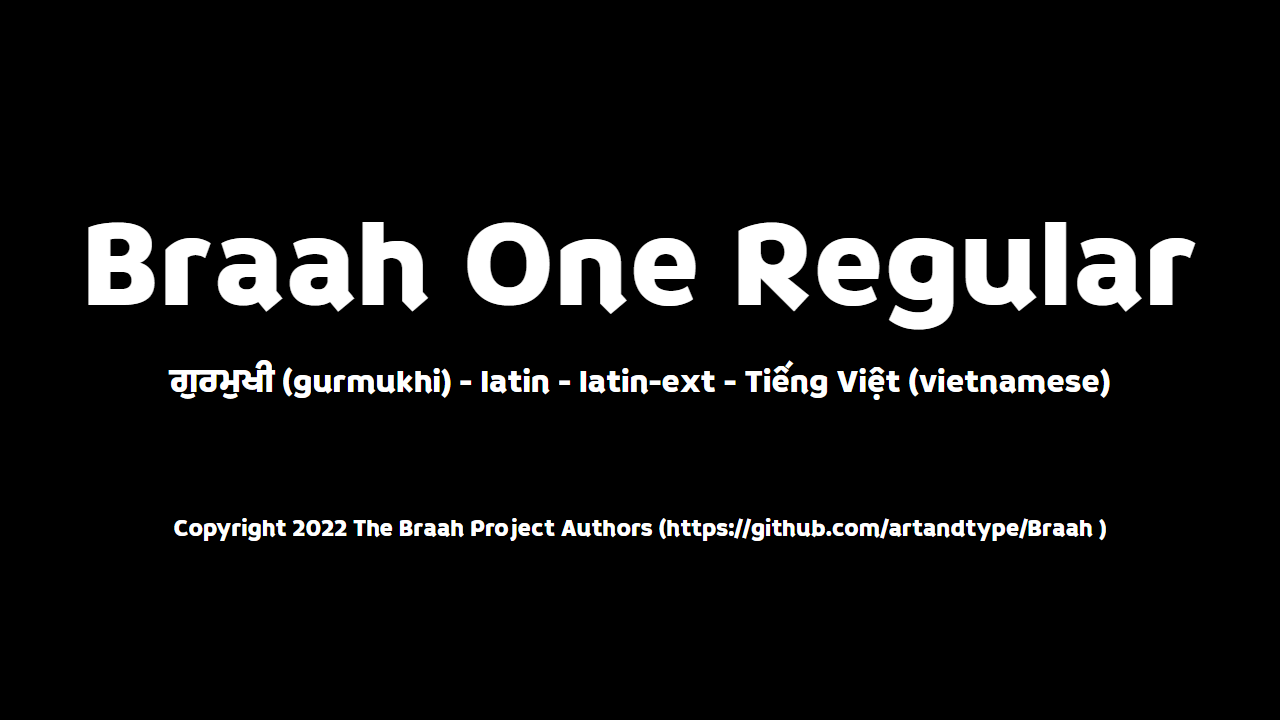 Braah One Regular
ਗੁਰਮੁਖੀ (gurmukhi) - latin - latin-ext - Tiếng Việt (vietnamese)
Copyright 2022 The Braah Project Authors (https://github.com/artandtype/Braah )